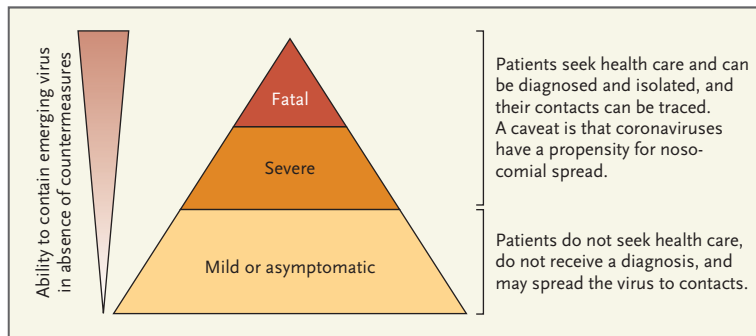 Ability to contain emerging virus
in absence of countermeasures
Fatal
Severe
Mild or asymptomatic
Patients seek health care and can
be diagnosed and isolated, and
their contacts can be traced.
A caveat is that coronaviruses
have a propensity for noso-
comial spread.
Patients do not seek health care,
do not receive a diagnosis, and
may spread the virus to contacts.